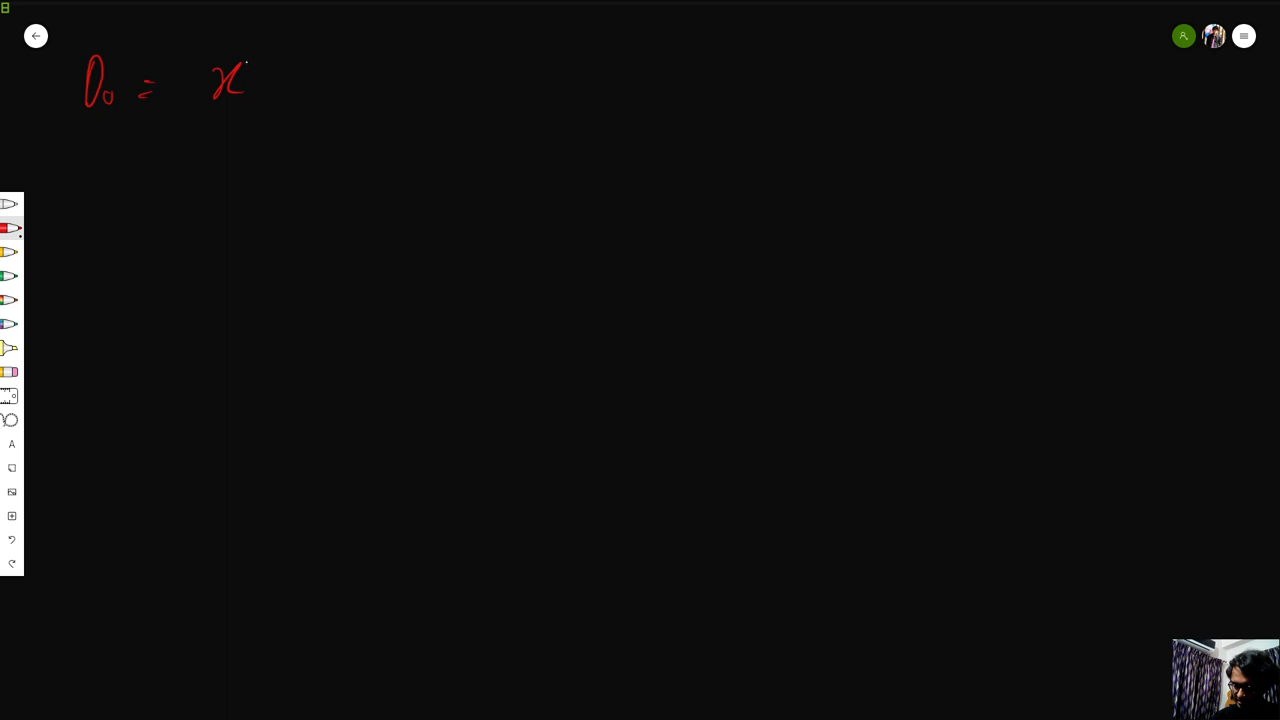 D₀ = x
A